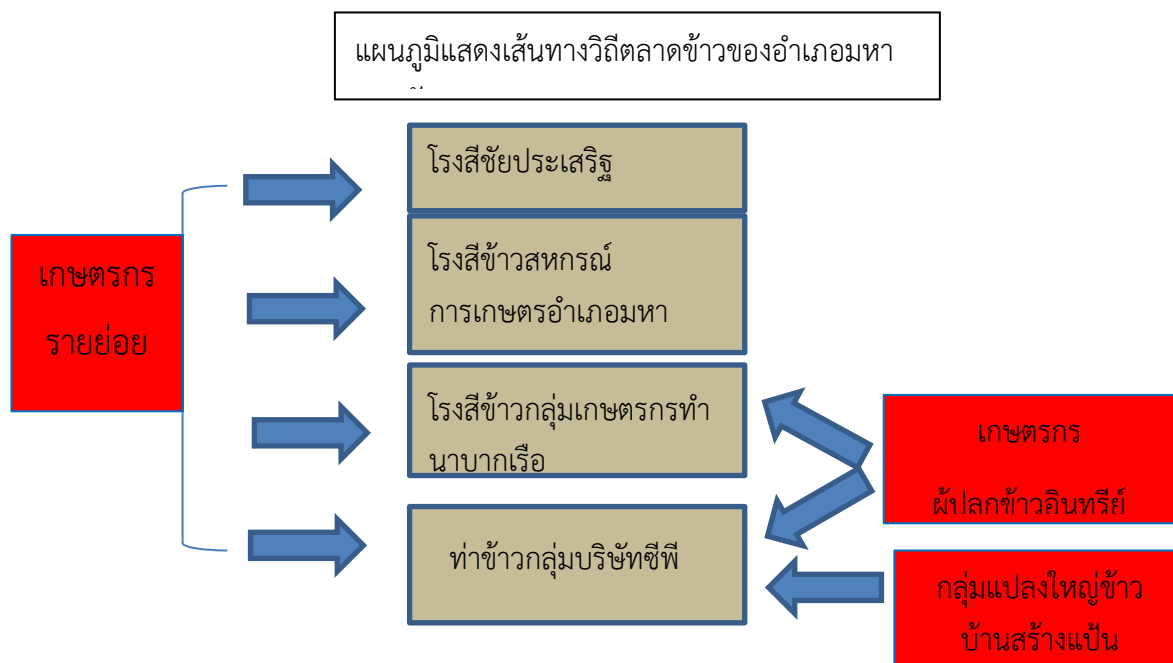 แผนภูมิแสดงเส้นทางวิถีตลาดข้าวของอำเภอมหา
โรงสีชัยประเสริฐ
เกษตรกร
รายย่อย
โรงสีข้าวสหกรณ์
การเกษตรอำเภอมหา
โรงสีข้าวกลุ่มเกษตรกรทำ
นาบากเรือ
เกษตรกร
ผู้ปลูกข้าวอินทรีย์
ท่าข้าวกลุ่มบริษัทซีพี
กลุ่มแปลงใหญ่ข้าว
บ้านสร้างแป้น